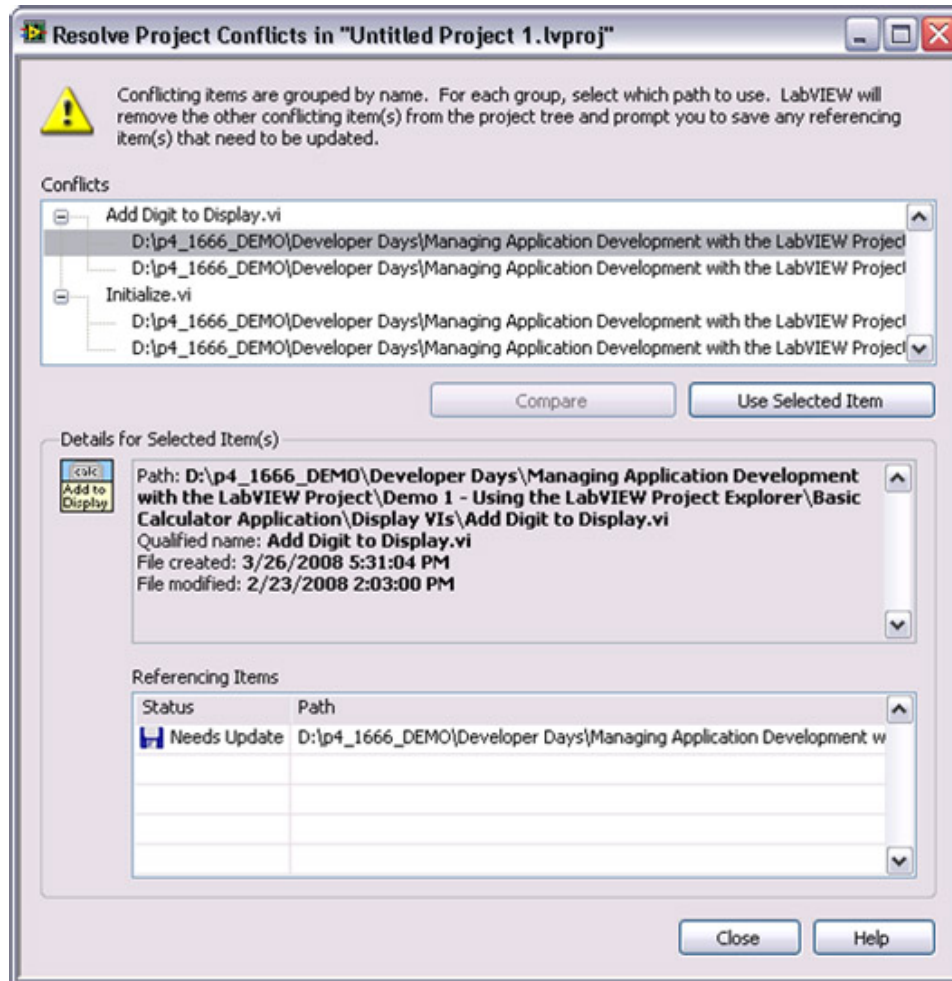 Resolve Project Conflicts in "Untitled Project 1.lvproj"
Conflicting items are grouped by name. For each group, select which path to use. LabVIEW will
remove the other conflicting item(s) from the project tree and prompt you to save any referencing
item(s) that need to be updated.
Conflicts
Add Digit to Display.vi
D:\p4_1666_DEMO\Developer Days\Managing Application Development with the LabVIEW Project
D:\p4_1666_DEMO\Developer Days\Managing Application Development with the LabVIEW Project
Initialize.vi
D:\p4_1666_DEMO\Developer Days\Managing Application Development with the LabVIEW Project
D:\p4_1666_DEMO\Developer Days\Managing Application Development with the LabVIEW Project
Compare
Use Selected Item
Details for Selected Item(s)
calc
Add to
Display
Path: D:\p4_1666_DEMO\Developer Days\Managing Application Development
with the LabVIEW Project\Demo 1 - Using the LabVIEW Project Explorer\Basic
Calculator Application\Display VIs\Add Digit to Display.vi
Qualified name: Add Digit to Display.vi
File created: 3/26/2008 5:31:04 PM
File modified: 2/23/2008 2:03:00 PM
Referencing Items
Status Path
Needs Update D:\p4_1666_DEMO\Developer Days\Managing Application Development w
Close
Help